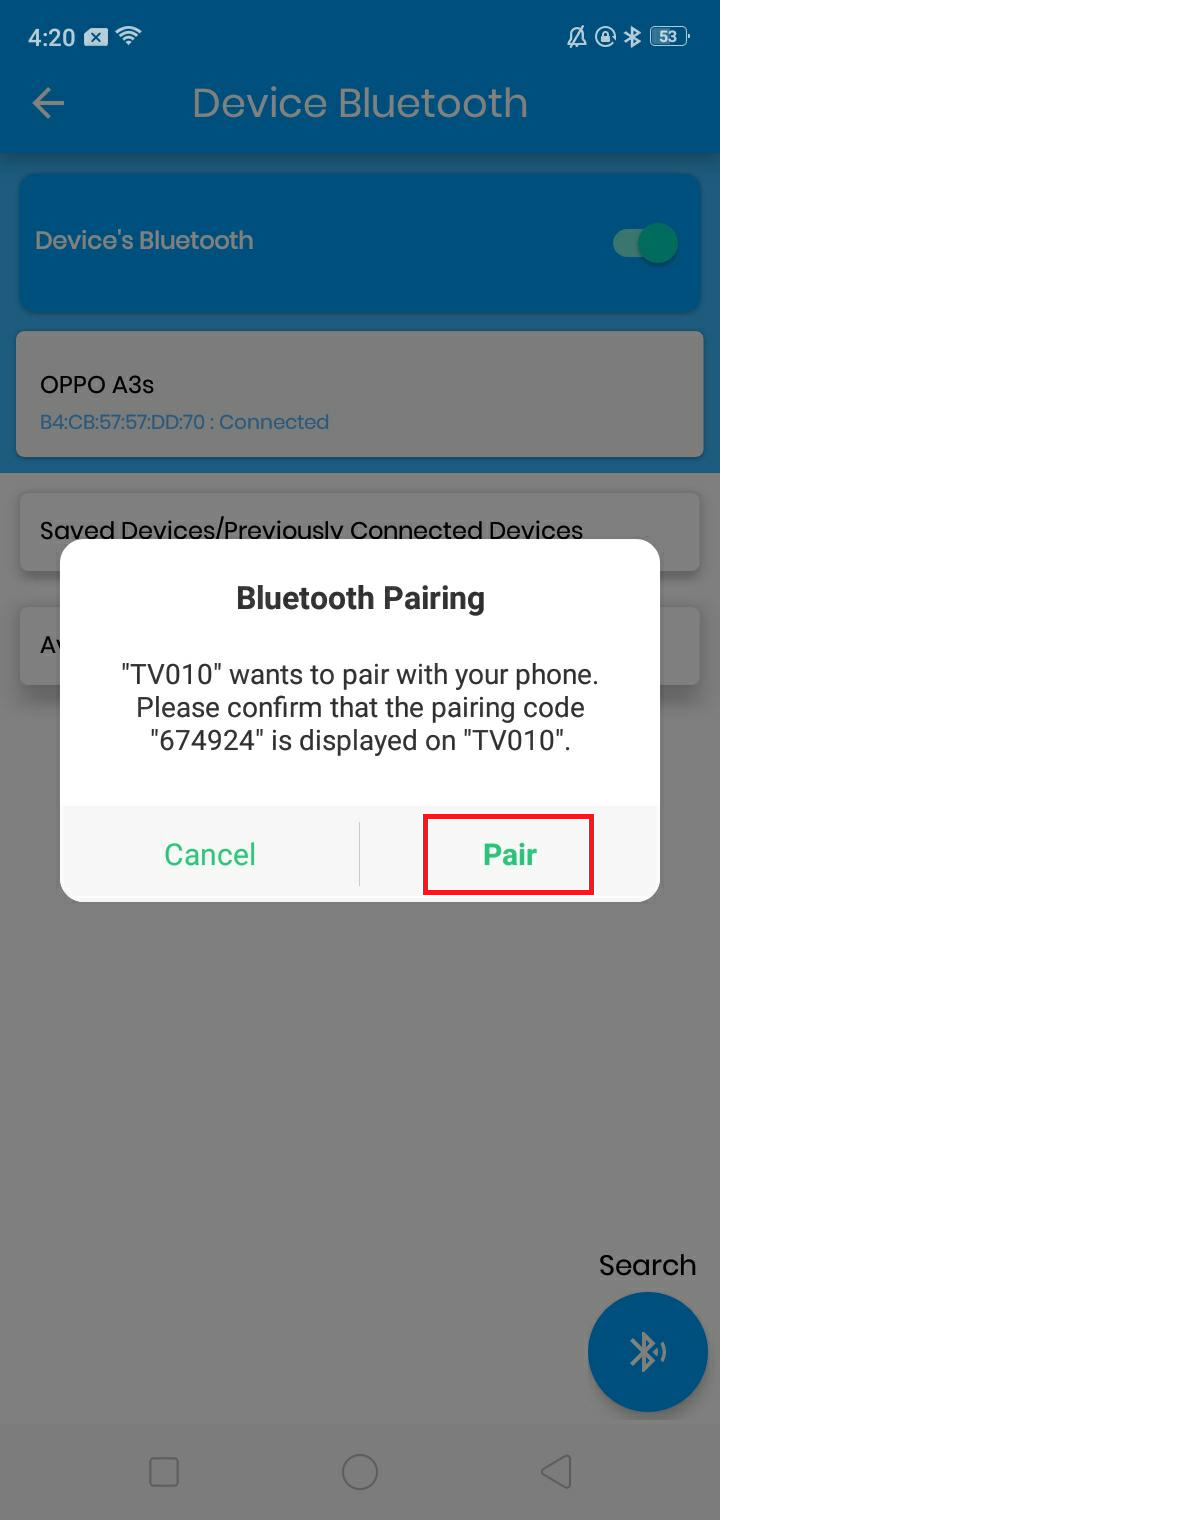 4:20
53
Device Bluetooth
Device's Bluetooth
OPPO A3s
B4:CB:57:57:DD:70 : Connected
Saved Devices/Previously Connected Devices
Bluetooth Pairing
"TV010" wants to pair with your phone.
Please confirm that the pairing code
"674924" is displayed on "TV010".
Cancel
Pair
Search